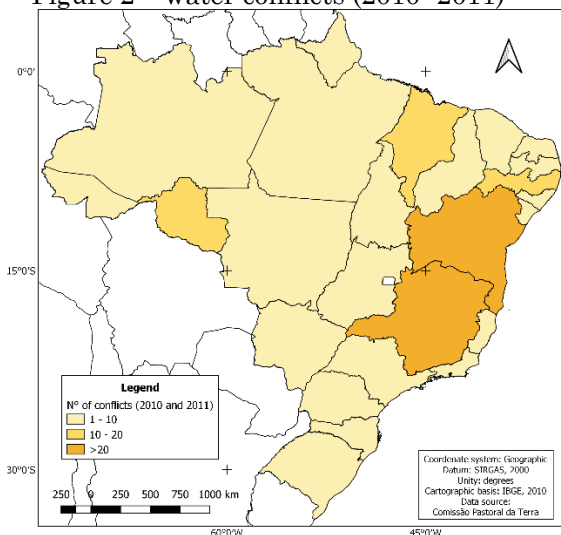 Figure 2 – Water conflicts (2010–2011)
0°0'
15°0'S
30°0'S
Legend
N° of conflicts (2010 and 2011)
1 - 10
10 - 20
>20
250 0 250 500 750 1000 km
Coordenate system: Geographic
Datum: SIRGAS, 2000
Unity: degrees
Cartographic basis: IBGE, 2010
Data source:
Comissão Pastoral da Terra
60°0'W 45°0'W